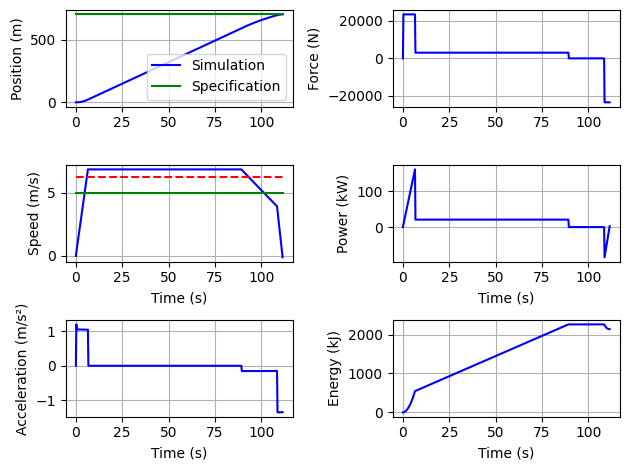 Position (m)
500
0
0 25 50 75 100
Simulation
Specification
Force (N)
20000
0
−20000
0 25 50 75 100
Speed (m/s)
5
0
0 25 50 75 100
Time (s)
Power (kW)
100
0
0 25 50 75 100
Time (s)
Acceleration (m/s²)
1
0
−1
0 25 50 75 100
Time (s)
Energy (kJ)
2000
1000
0
0 25 50 75 100
Time (s)